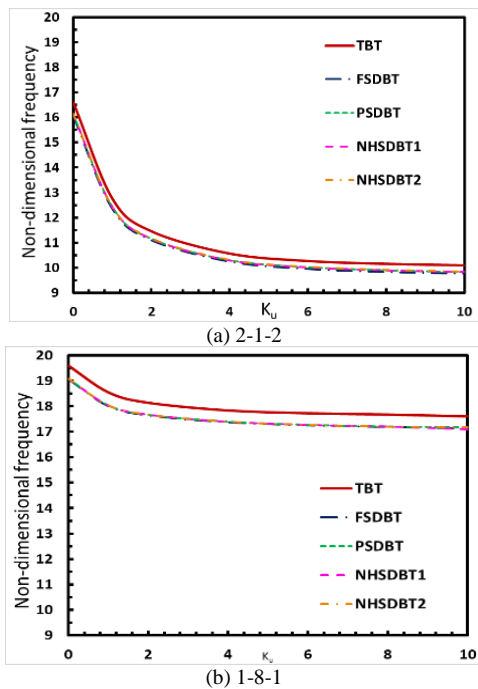 20
19
18
17
16
15
14
13
12
11
10
9
Non-dimensional frequency
TBT
FSDBT
PSDBT
NHSDBT1
NHSDBT2
0 2 4 6 8 10
Ku
(a) 2-1-2
20
19
18
17
16
15
14
13
12
11
10
9
Non-dimensional frequency
TBT
FSDBT
PSDBT
NHSDBT1
NHSDBT2
0 2 4 6 8 10
Ku
(b) 1-8-1